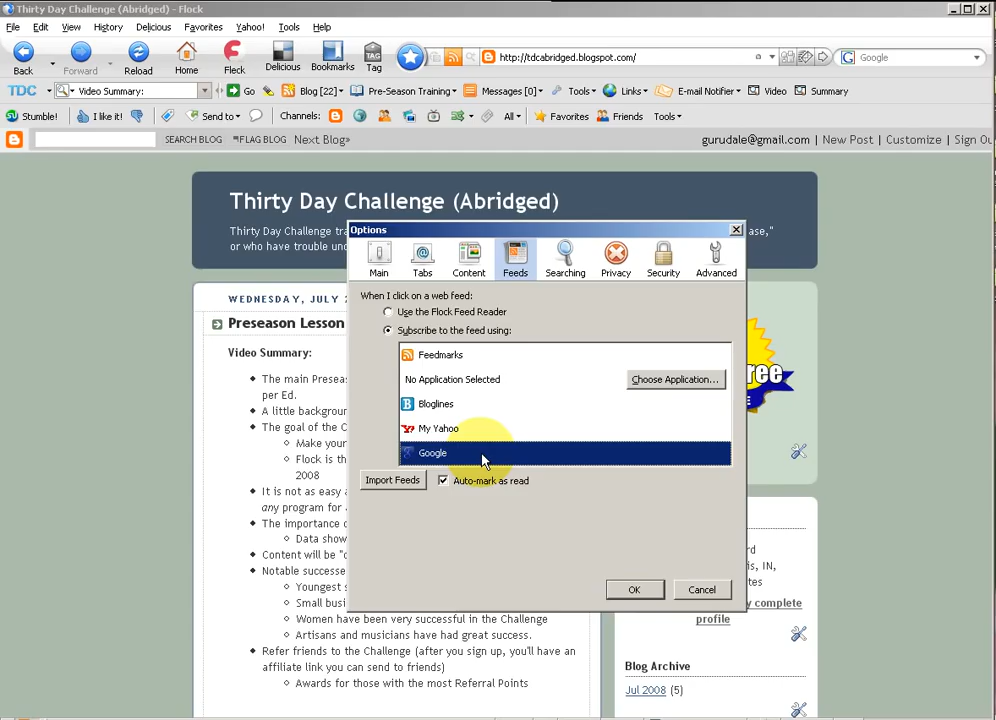 Thirty Day Challenge (Abridged) - Flock
File Edit View History Delicious Favorites Yahoo! Tools Help
Back Forward Reload Home Fleck Delicious Bookmarks Tag http://tdcabridged.blogspot.com/ Google
TDC Video Summary: Go Blog [22] Pre-Season Training Messages [0] Tools Links E-mail Notifier Video Summary
Stumble! I like it! Send to Channels: All Favorites Friends Tools
SEARCH BLOG FLAG BLOG Next Blog» gurudale@gmail.com | New Post | Customize | Sign Ou
Thirty Day Challenge (Abridged)
Thirty Day Challenge tra
ase,"
or who have trouble un
Options
Main Tabs Content Feeds Searching Privacy Security Advanced
When I click on a web feed:
Use the Flock Feed Reader
Subscribe to the feed using:
Feedmarks
No Application Selected Choose Application...
Bloglines
My Yahoo
Google
Import Feeds Auto-mark as read
OK Cancel
WEDNESDAY, JULY 2
Preseason Lesson
Video Summary:
The main Presea
per Ed.
A little backgroun
The goal of the C
Make your
Flock is th
2008
It is not as easy a
any program for
The importance o
Data show
Content will be "c
Notable successe
Youngest s
Small busi
Women have been very successful in the Challenge
Artisans and musicians have had great success.
Refer friends to the Challenge (after you sign up, you'll have an
affiliate link you can send to friends)
Awards for those with the most Referral Points
ee
E
rd
is, IN,
tes
y complete
profile
Blog Archive
Jul 2008 (5)